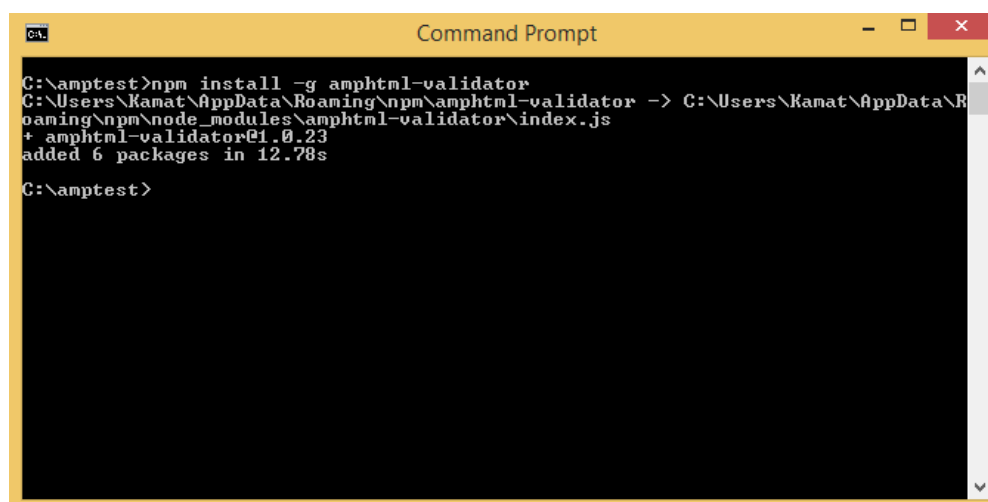 Command Prompt
C:\amptest>npm install -g amphtml-validator
C:\Users\Kamat\AppData\Roaming\npm\amphtml-validator -> C:\Users\Kamat\AppData\R
oaming\npm\node_modules\amphtml-validator\index.js
+ amphtml-validator@1.0.23
added 6 packages in 12.78s
C:\amptest>